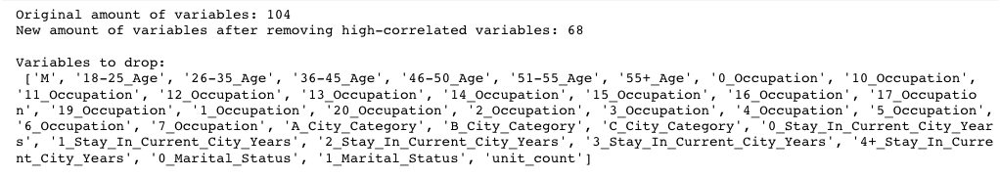 Original amount of variables: 104
New amount of variables after removing high-correlated variables: 68
Variables to drop:
['M', '18-25_Age', '26-35_Age', '36-45_Age', '46-50_Age', '51-55_Age', '55+_Age', '0_Occupation', '10_Occupation',
'11_Occupation', '12_Occupation', '13_Occupation', '14_Occupation', '15_Occupation', '16_Occupation', '17_Occupatio
n', '19_Occupation', '1_Occupation', '20_Occupation', '2_Occupation', '3_Occupation', '4_Occupation', '5_Occupation',
'6_Occupation', '7_Occupation', 'A_City_Category', 'B_City_Category', 'C_City_Category', '0_Stay_In_Current_City_Year
s', '1_Stay_In_Current_City_Years', '2_Stay_In_Current_City_Years', '3_Stay_In_Current_City_Years', '4+_Stay_In_Curre
nt_City_Years', '0_Marital_Status', '1_Marital_Status', 'unit_count']